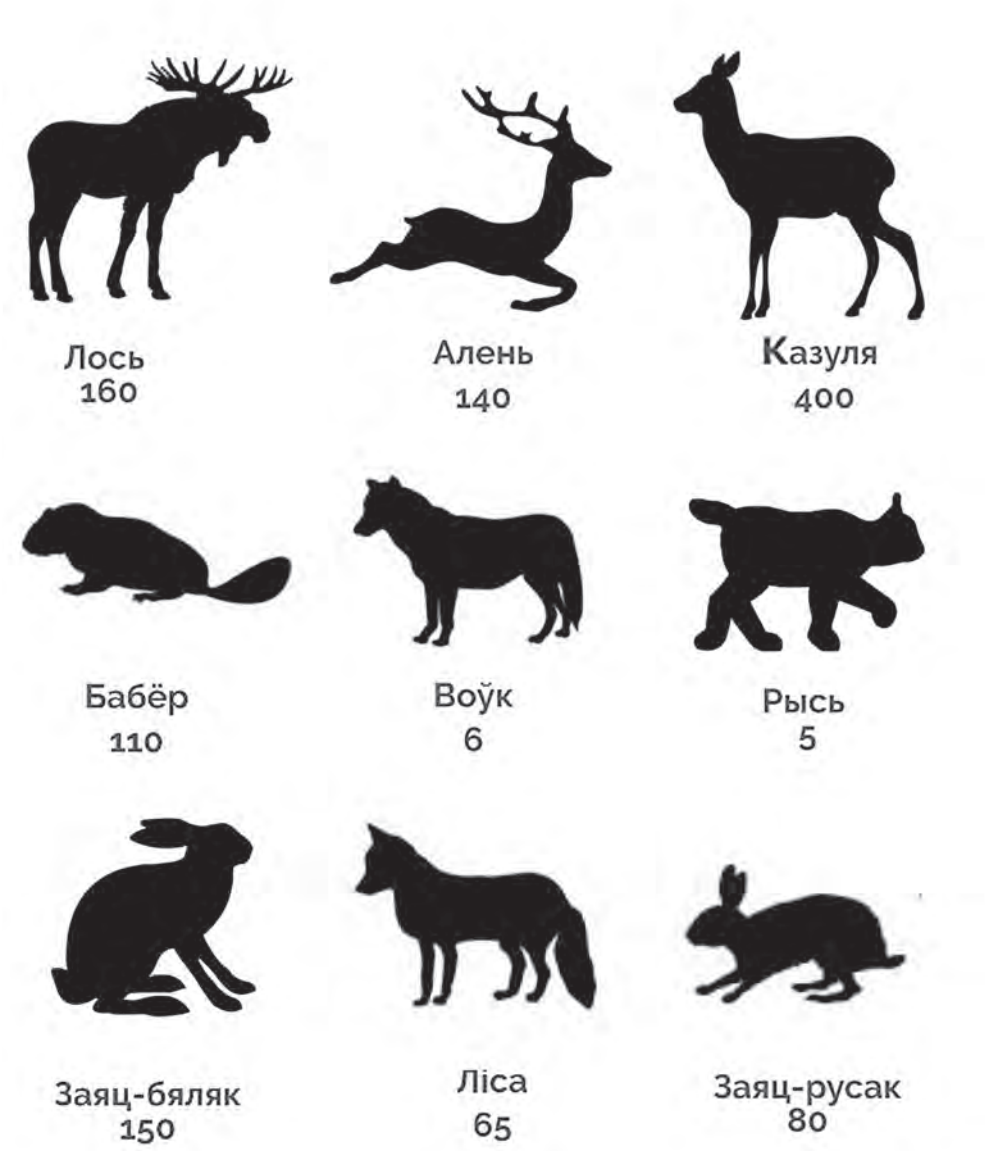 Лось
160
Алень
140
Казуля
400
Бабёр
110
Воўк
6
Рысь
5
Заяц-бяляк
150
Ліса
65
Заяц-русак
80